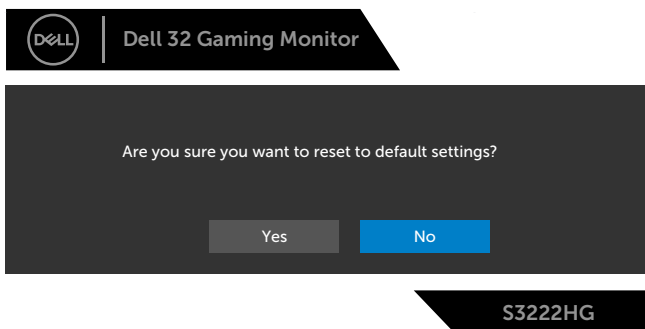 DELL
Dell 32 Gaming Monitor
Are you sure you want to reset to default settings?
Yes No
S3222HG